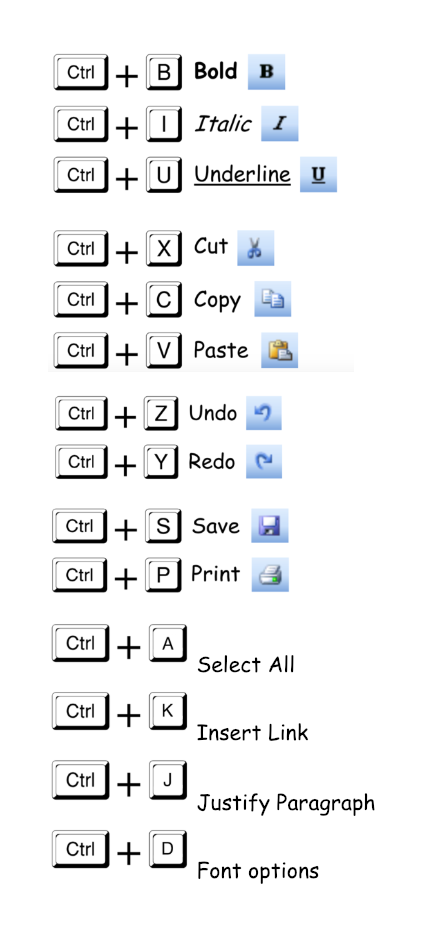 Ctrl + B Bold B
Ctrl + I Italic I
Ctrl + U Underline U
Ctrl + X Cut
Ctrl + C Copy
Ctrl + V Paste
Ctrl + Z Undo
Ctrl + Y Redo
Ctrl + S Save
Ctrl + P Print
Ctrl + A Select All
Ctrl + K Insert Link
Ctrl + J Justify Paragraph
Ctrl + D Font options